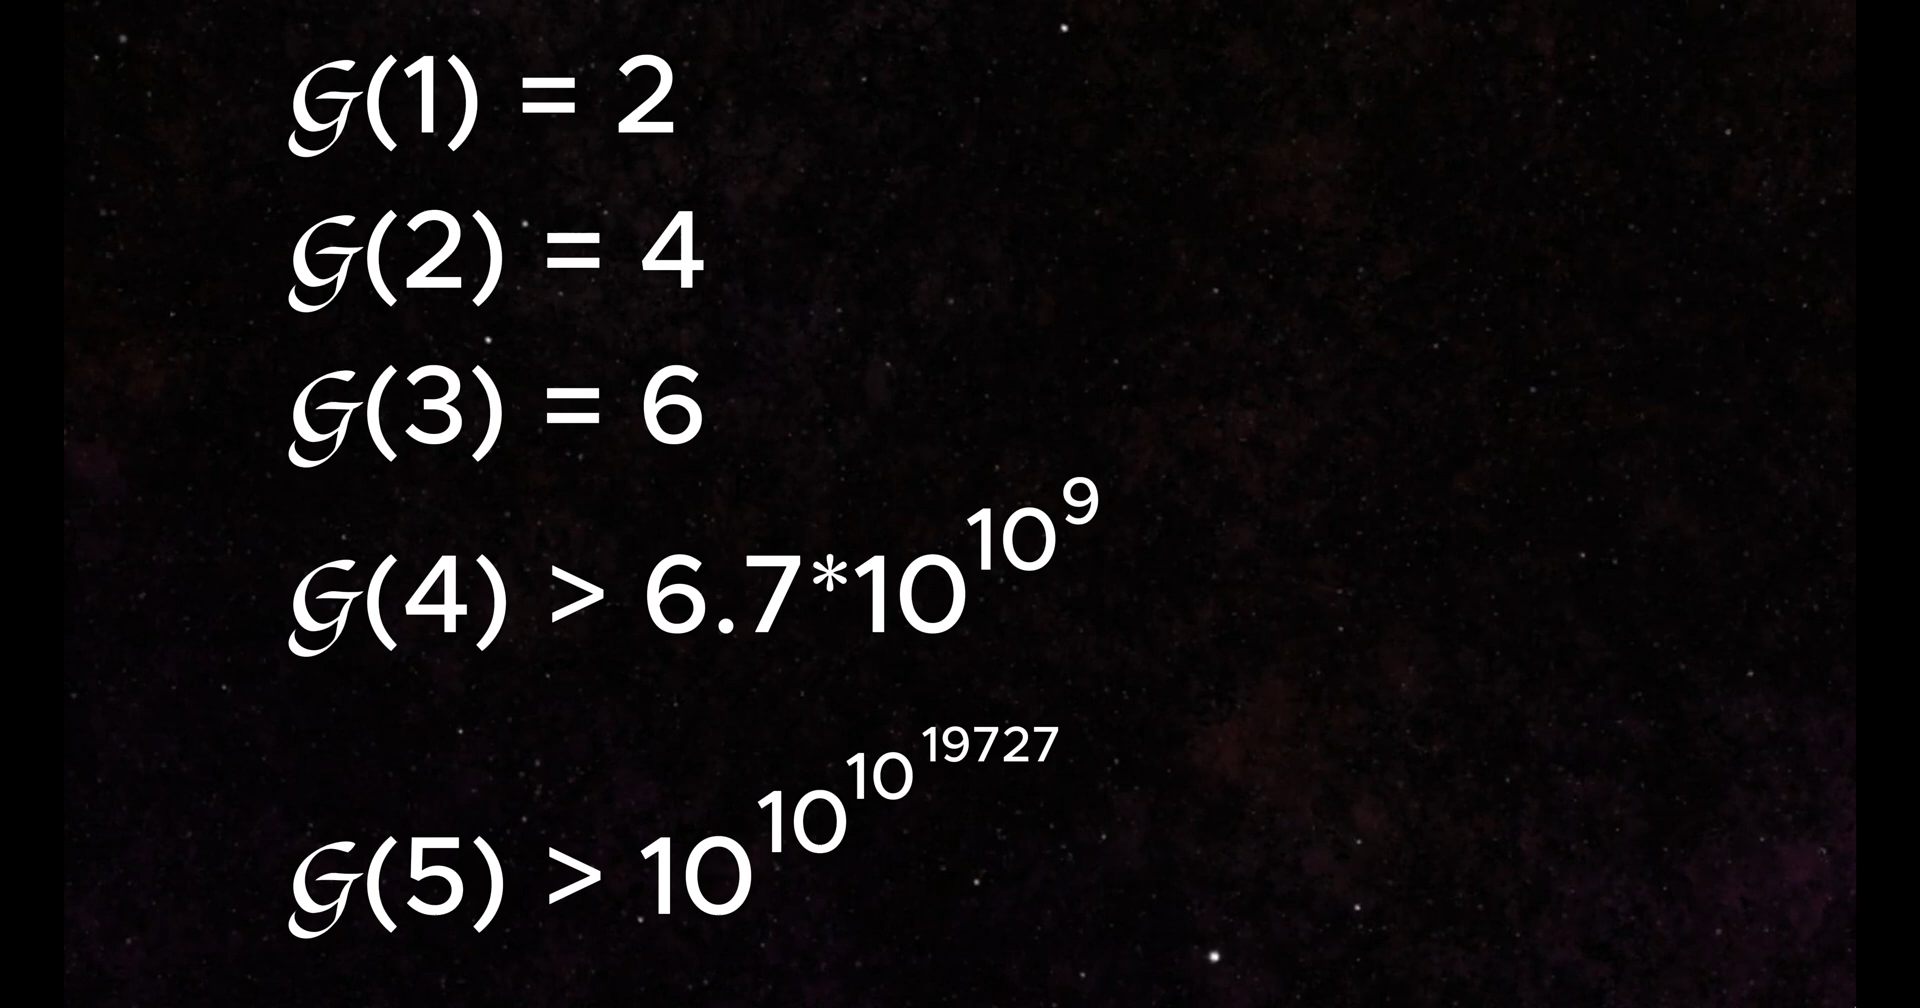 𝒢(1) = 2
𝒢(2) = 4
𝒢(3) = 6
𝒢(4) > 6.7*10^10^9
𝒢(5) > 10^10^10^19727